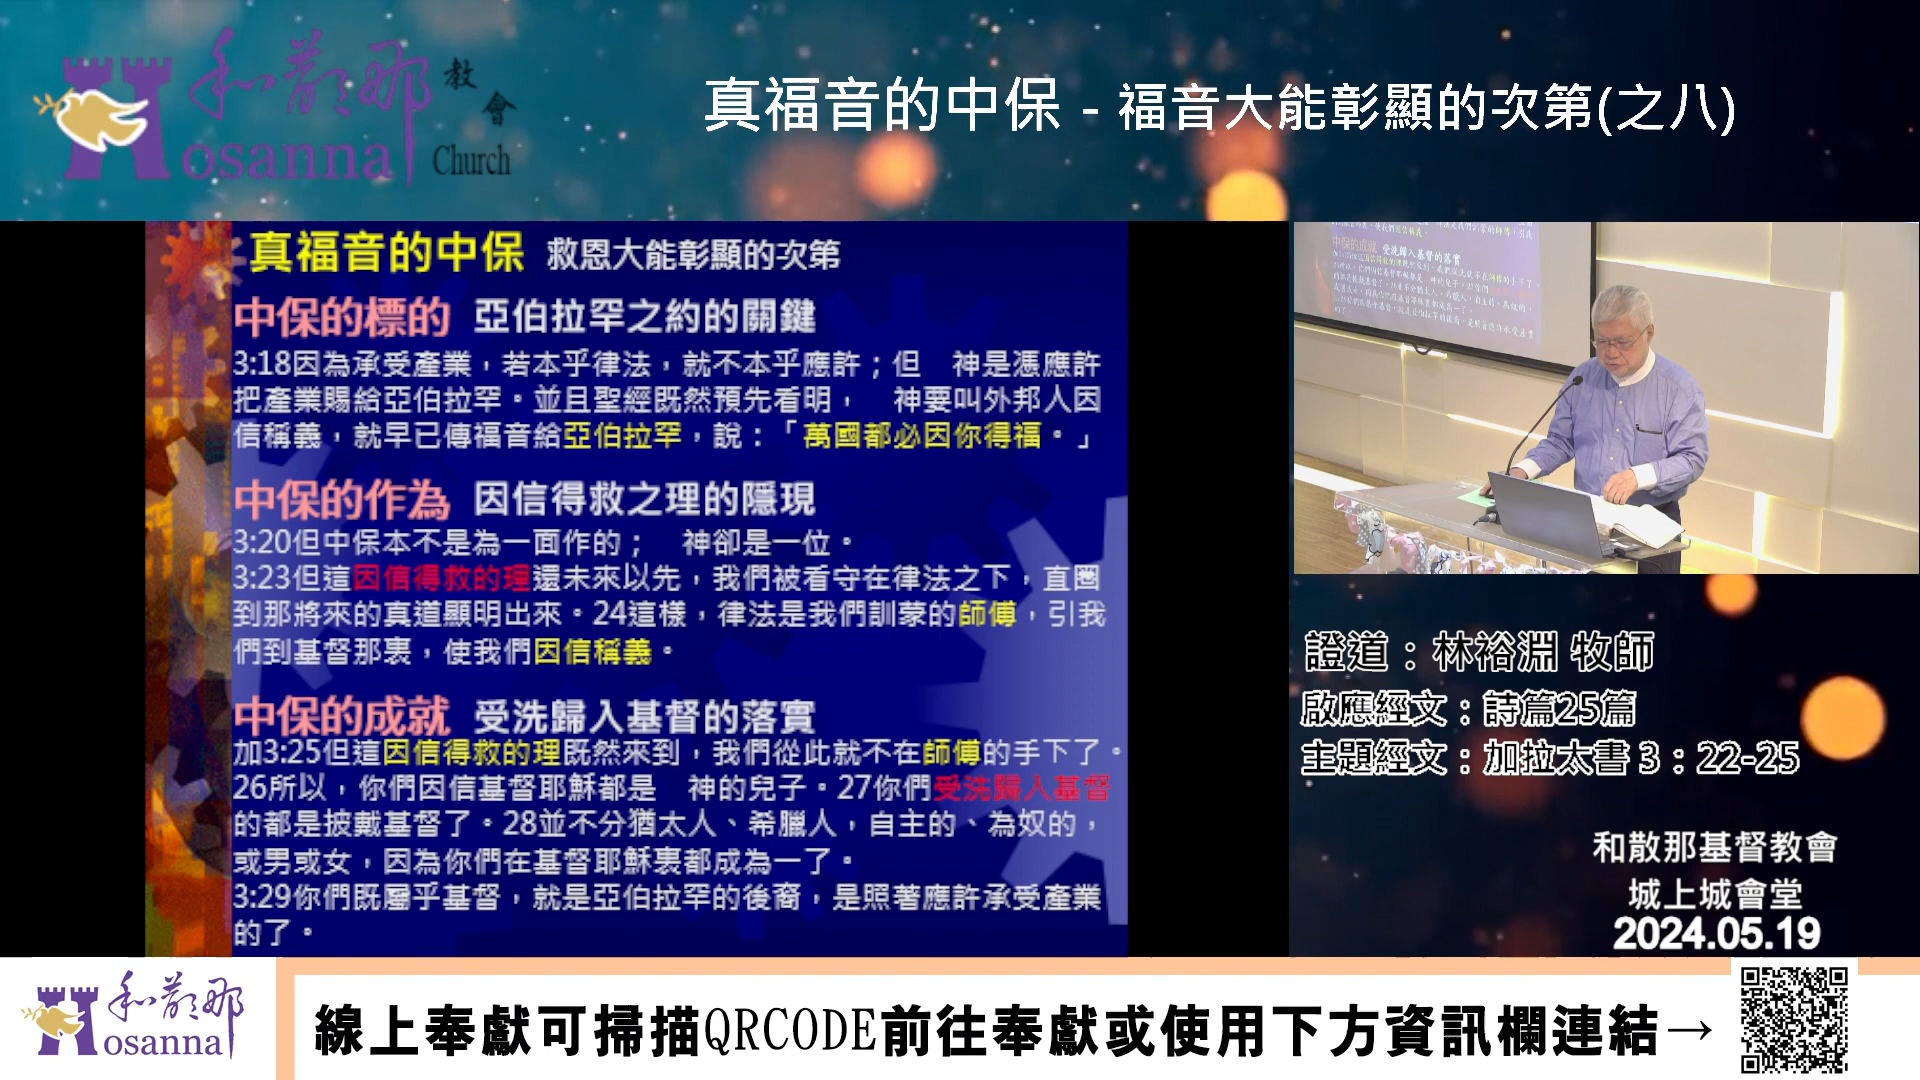 和散那
教會
Hosanna
Church
真福音的中保 - 福音大能彰顯的次第(之八)
真福音的中保 救恩大能彰顯的次第
中保的標的 亞伯拉罕之約的關鍵
3:18因為承受產業，若本乎律法，就不本乎應許；但　神是憑應許
把產業賜給亞伯拉罕。並且聖經既然預先看明，　神要叫外邦人因
信稱義，就早已傳福音給亞伯拉罕，說：「萬國都必因你得福。」
中保的作為 因信得救之理的隱現
3:20但中保本不是為一面作的；　神卻是一位。
3:23但這因信得救的理還未來以先，我們被看守在律法之下，直圈
到那將來的真道顯明出來。24這樣，律法是我們訓蒙的師傅，引我
們到基督那裏，使我們因信稱義。
中保的成就 受洗歸入基督的落實
加3:25但這因信得救的理既然來到，我們從此就不在師傅的手下了。
26所以，你們因信基督耶穌都是　神的兒子。27你們受洗歸入基督
的都是披戴基督了。28並不分猶太人、希臘人，自主的、為奴的，
或男或女，因為你們在基督耶穌裏都成為一了。
3:29你們既屬乎基督，就是亞伯拉罕的後裔，是照著應許承受產業
的了。
中保的成就 受洗歸入基督的落實
證道：林裕淵 牧師
啟應經文：詩篇25篇
主題經文：加拉太書 3：22-25
和散那基督教會
城上城會堂
2024.05.19
和散那
Hosanna
線上奉獻可掃描QRCODE前往奉獻或使用下方資訊欄連結→